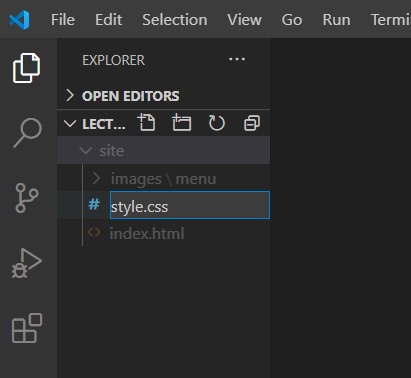 File Edit Selection View Go Run Termi
EXPLORER ...
OPEN EDITORS
LECT...
site
images \ menu
# style.css
<> index.html